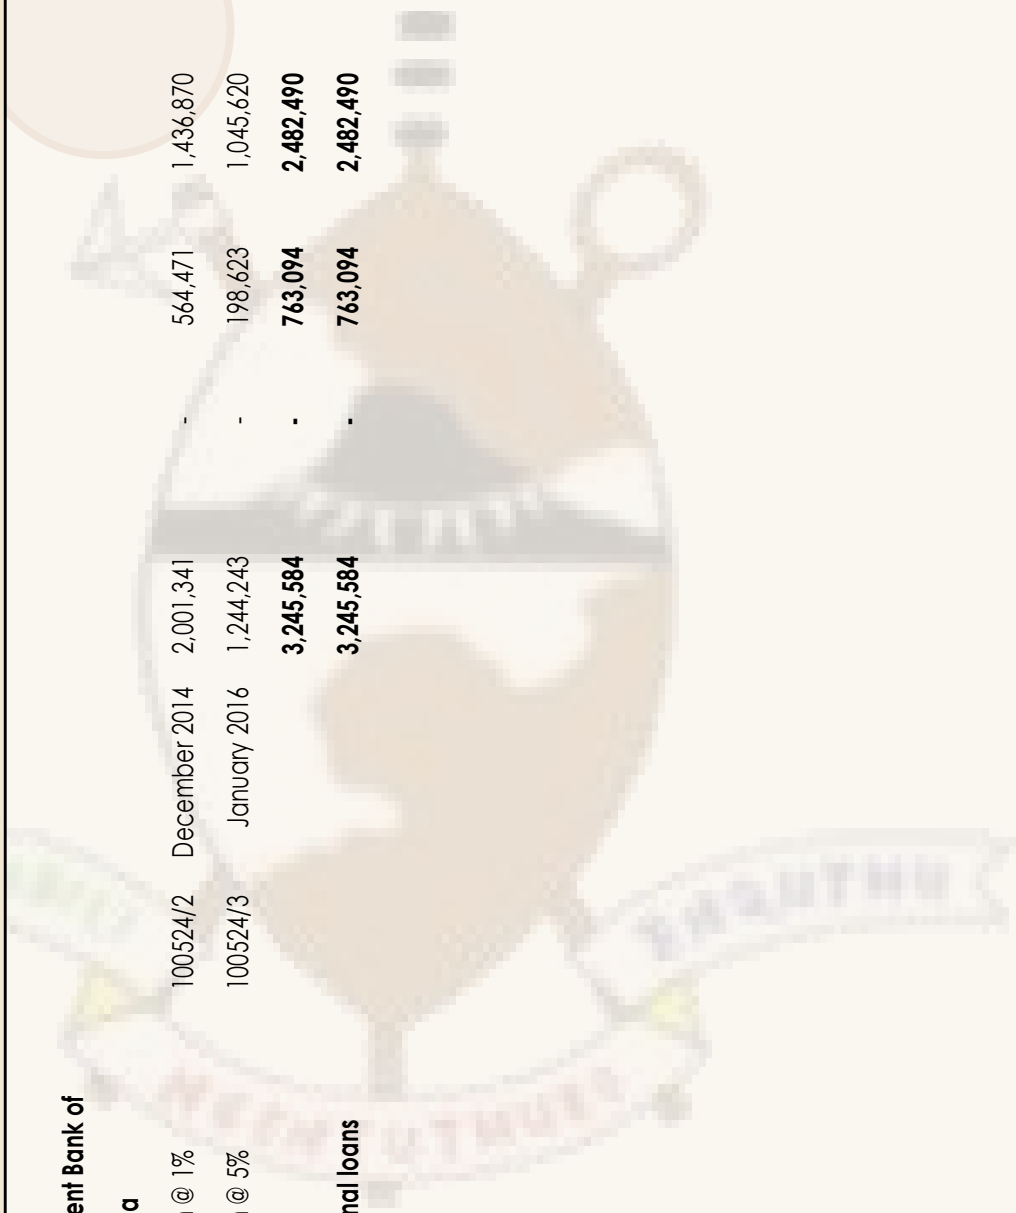 ent Bank of
a
@ 1% 100524/2 December 2014 2,001,341 - 564,471 1,436,870
@ 5% 100524/3 January 2016 1,244,243 - 198,623 1,045,620
3,245,584 - 763,094 2,482,490
nal loans 3,245,584 - 763,094 2,482,490